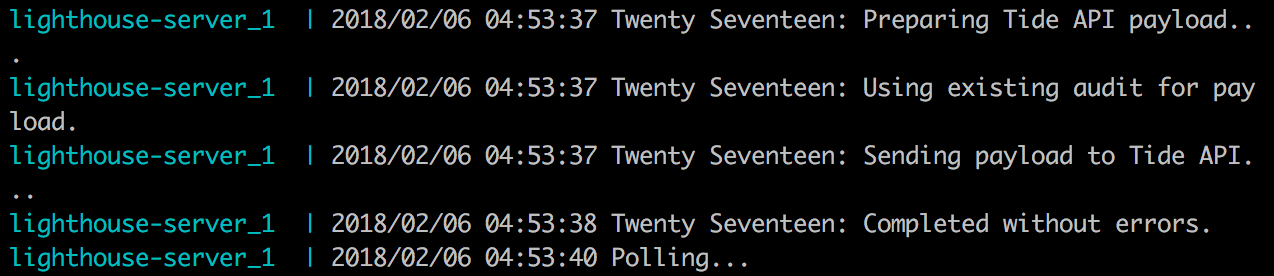 lighthouse-server_1  | 2018/02/06 04:53:37 Twenty Seventeen: Preparing Tide API payload..
.
lighthouse-server_1  | 2018/02/06 04:53:37 Twenty Seventeen: Using existing audit for pay
load.
lighthouse-server_1  | 2018/02/06 04:53:37 Twenty Seventeen: Sending payload to Tide API.
..
lighthouse-server_1  | 2018/02/06 04:53:38 Twenty Seventeen: Completed without errors.
lighthouse-server_1  | 2018/02/06 04:53:40 Polling...